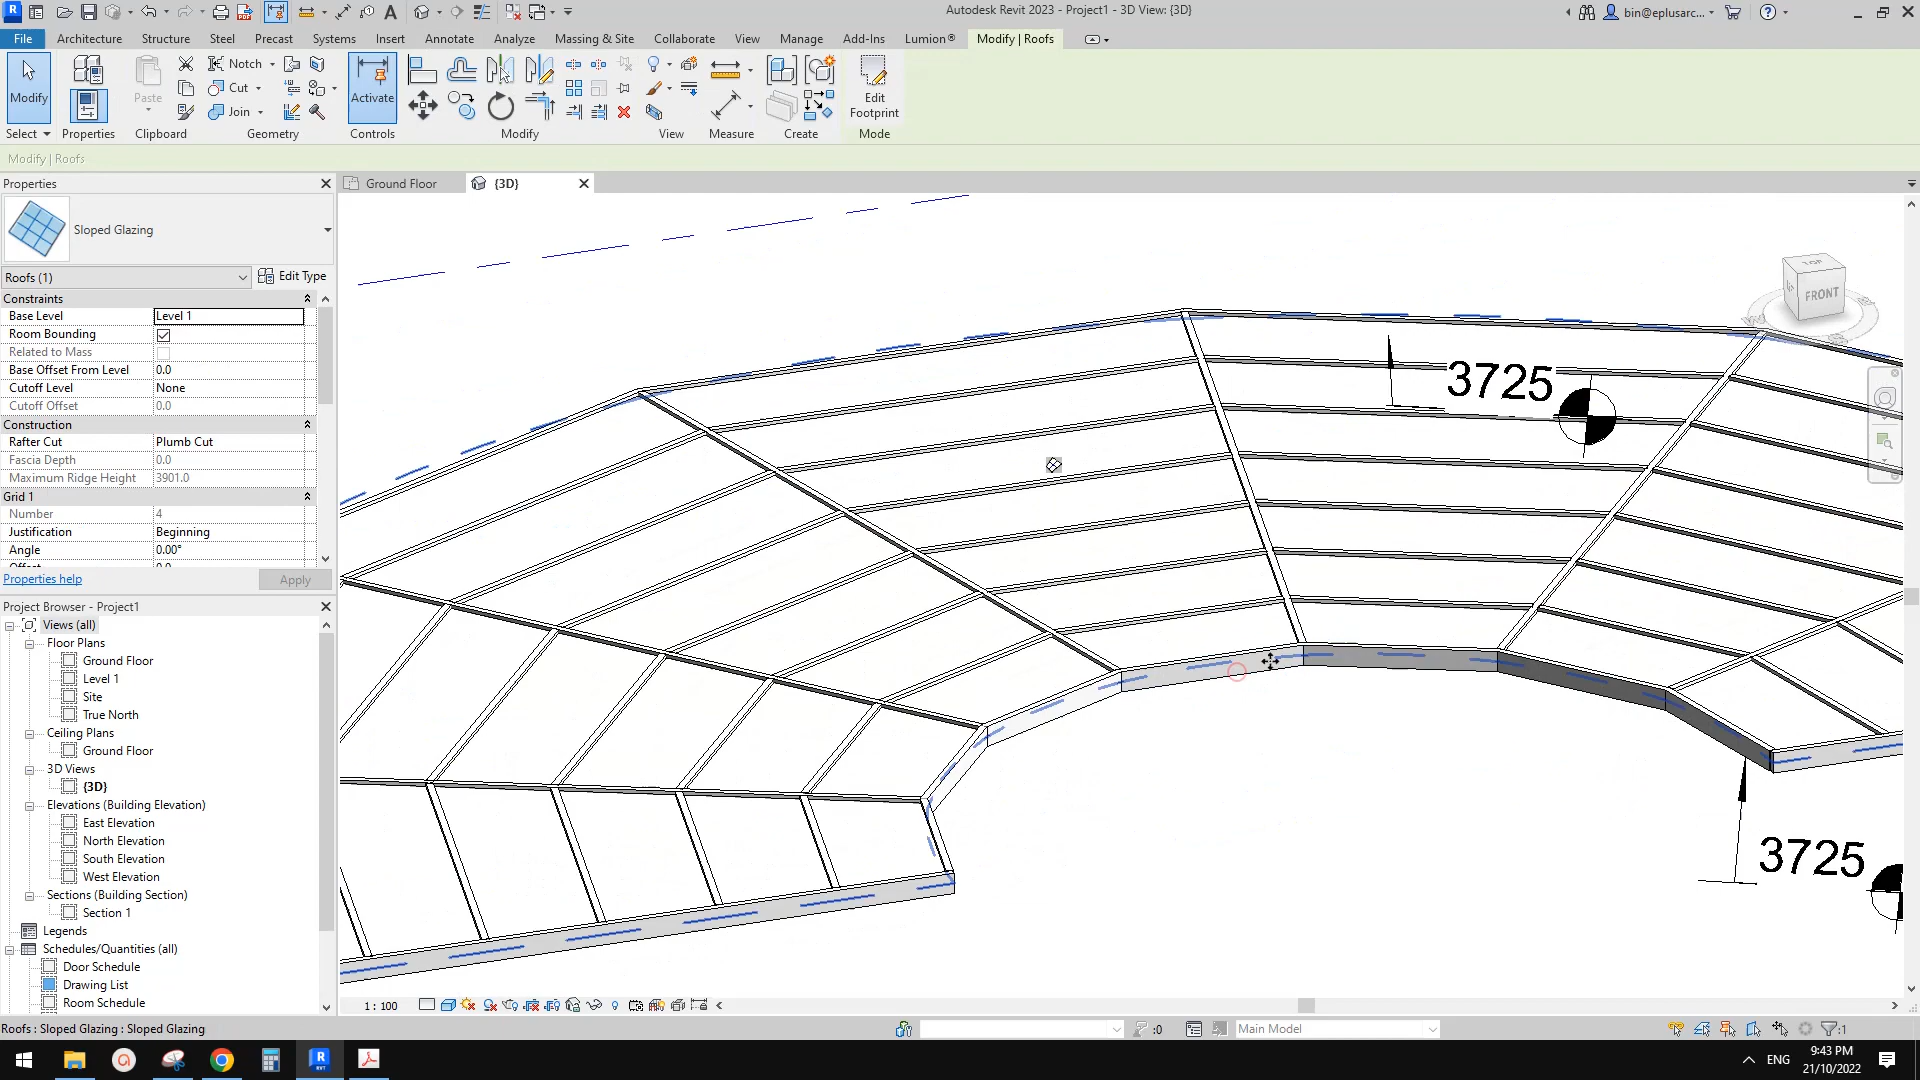 Autodesk Revit 2023 - Project1 - 3D View: {3D}
bin@eplusarc...
File Architecture Structure Steel Precast Systems Insert Annotate Analyze Massing & Site Collaborate View Manage Add-Ins Lumion® Modify | Roofs
Modify
Paste
Notch
Cut
Join
Activate
Edit
Footprint
Select Properties Clipboard Geometry Controls Modify View Measure Create Mode
Modify | Roofs
Properties
Ground Floor
{3D}
Sloped Glazing
Roofs (1)
Edit Type
Constraints
Base Level Level 1
Room Bounding
Related to Mass
Base Offset From Level 0.0
Cutoff Level None
Cutoff Offset 0.0
Construction
Rafter Cut Plumb Cut
Fascia Depth 0.0
Maximum Ridge Height 3901.0
Grid 1
Number 4
Justification Beginning
Angle 0.00°
Properties help
Apply
Project Browser - Project1
Views (all)
Floor Plans
Ground Floor
Level 1
Site
True North
Ceiling Plans
Ground Floor
3D Views
{3D}
Elevations (Building Elevation)
East Elevation
North Elevation
South Elevation
West Elevation
Sections (Building Section)
Section 1
Legends
Schedules/Quantities (all)
Door Schedule
Drawing List
Room Schedule
TOP
FRONT
3725
3725
1 : 100
Roofs : Sloped Glazing : Sloped Glazing
:0
Main Model
:1
ENG
9:43 PM
21/10/2022